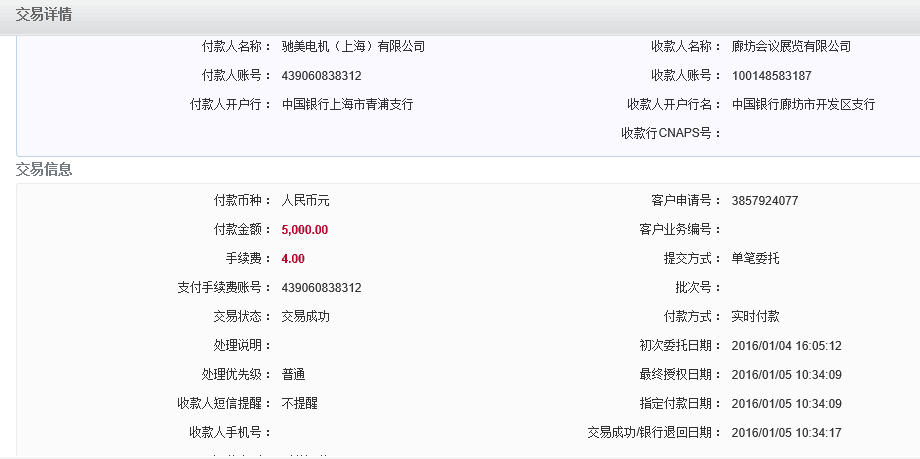 交易详情
付款人名称： 驰美电机（上海）有限公司 收款人名称： 廊坊会议展览有限公司
付款人账号： 439060838312 收款人账号： 100148583187
付款人开户行： 中国银行上海市青浦支行 收款人开户行名： 中国银行廊坊市开发区支行
收款行CNAPS号：
交易信息
付款币种： 人民币元 客户申请号： 3857924077
付款金额： 5,000.00 客户业务编号：
手续费： 4.00 提交方式： 单笔委托
支付手续费账号： 439060838312 批次号：
交易状态： 交易成功 付款方式： 实时付款
处理说明： 初次委托日期： 2016/01/04 16:05:12
处理优先级： 普通 最终授权日期： 2016/01/05 10:34:09
收款人短信提醒： 不提醒 指定付款日期： 2016/01/05 10:34:09
收款人手机号： 交易成功/银行退回日期： 2016/01/05 10:34:17